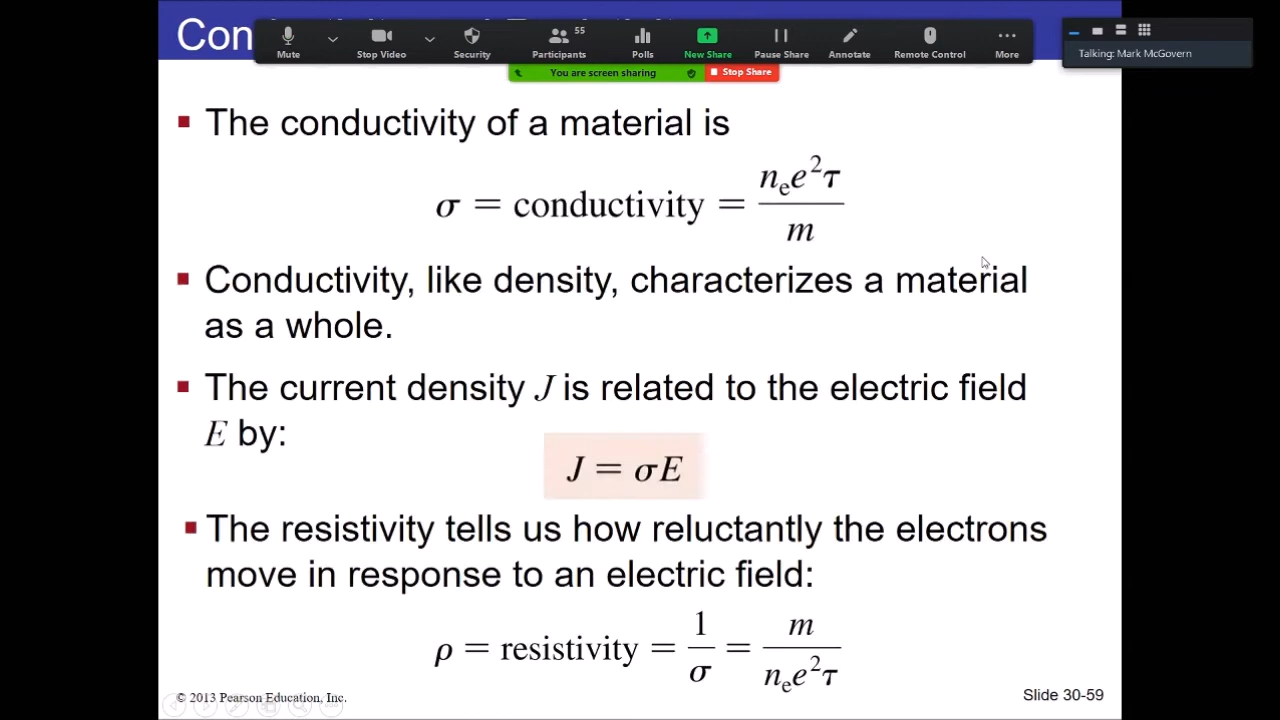 Con
Mute
Stop Video
Security
Participants
55
Polls
New Share
Pause Share
Annotate
Remote Control
More
You are screen sharing
Stop Share
Talking: Mark McGovern
▪ The conductivity of a material is
σ = conductivity = nₑe²τ / m
▪ Conductivity, like density, characterizes a material
as a whole.
▪ The current density J is related to the electric field
E by:
J = σE
▪ The resistivity tells us how reluctantly the electrons
move in response to an electric field:
ρ = resistivity = 1 / σ = m / nₑe²τ
© 2013 Pearson Education, Inc.
Slide 30-59